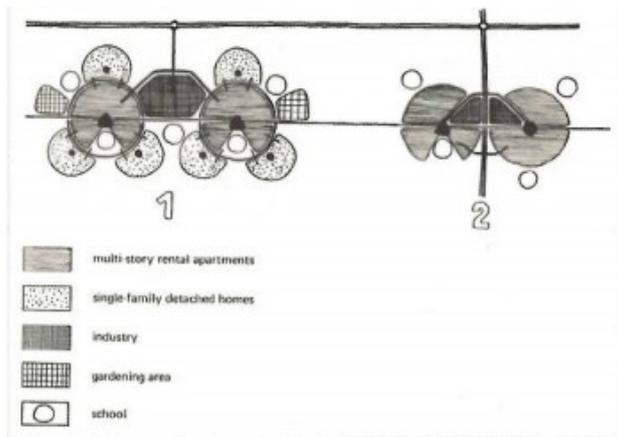 1
2
multi-story rental apartments
single-family detached homes
industry
gardening area
school